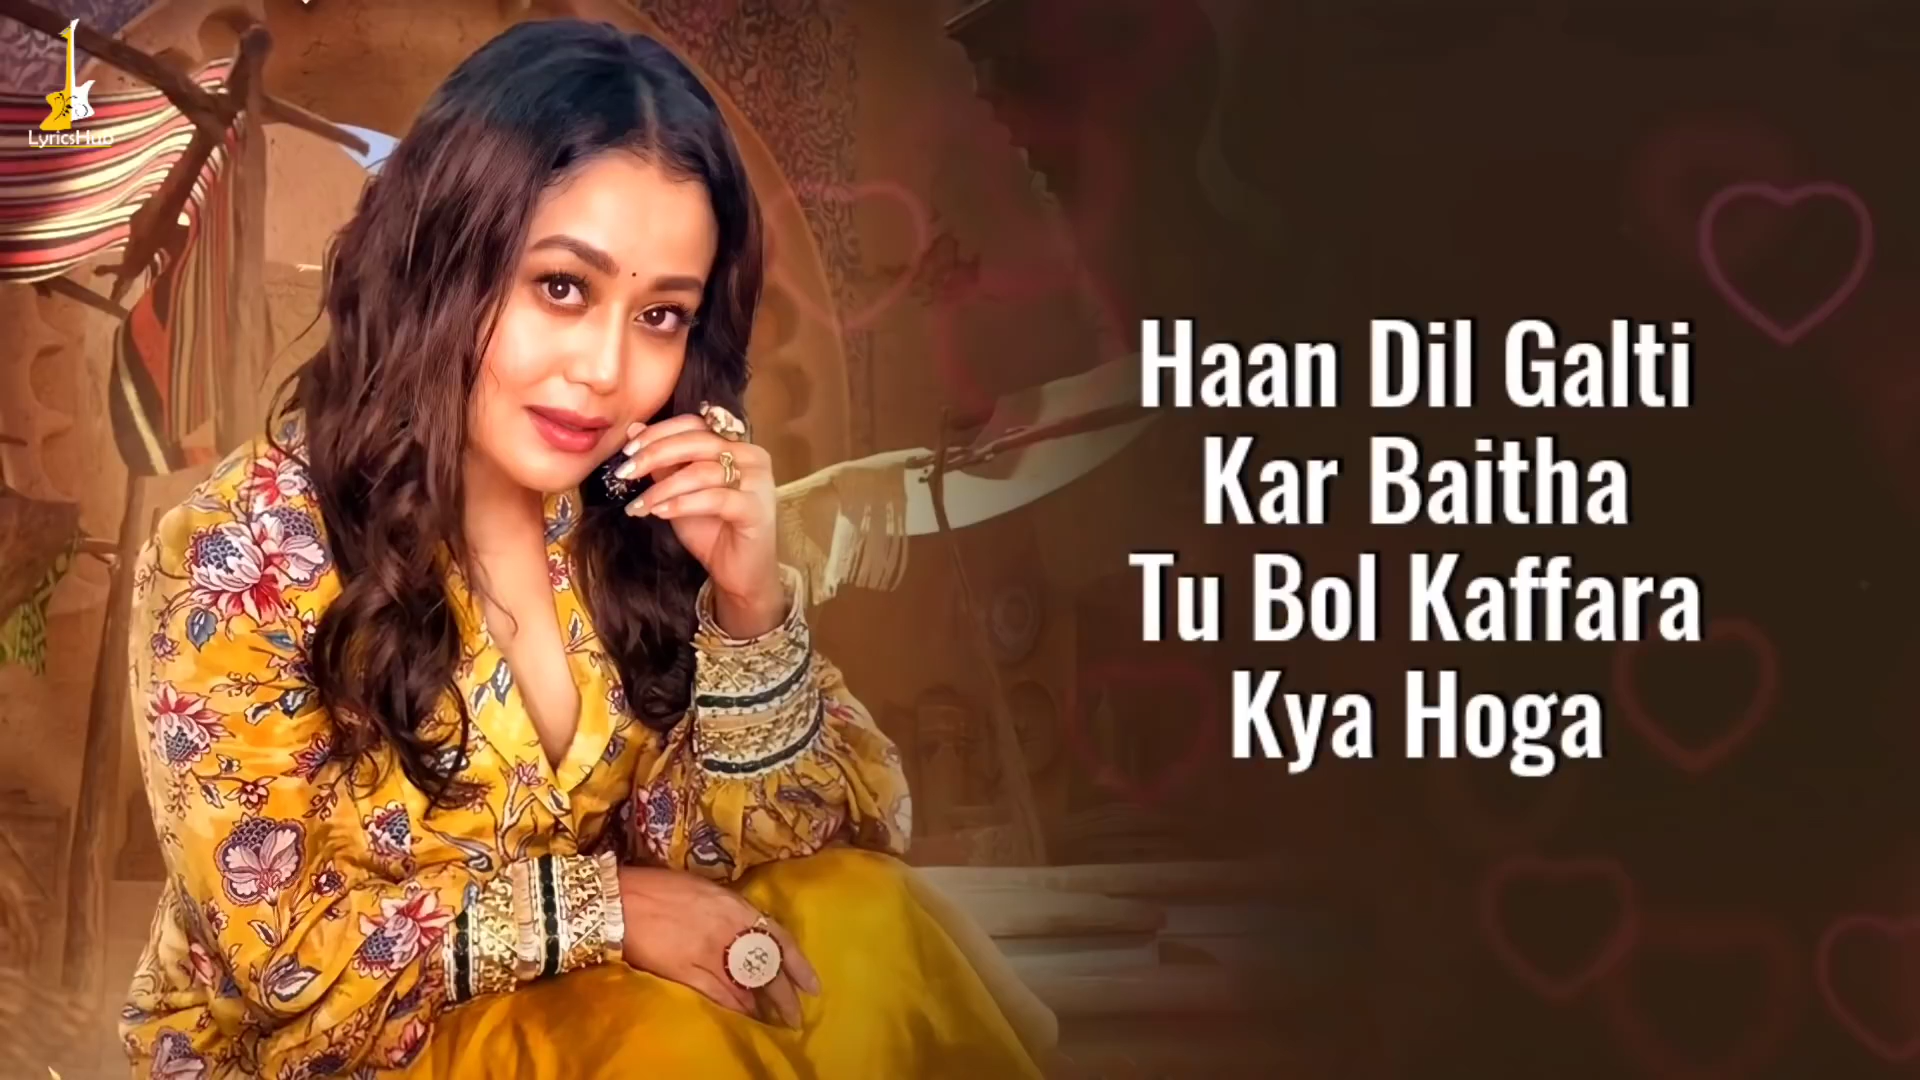 LyricsHub
Haan Dil Galti
Kar Baitha
Tu Bol Kaffara
Kya Hoga